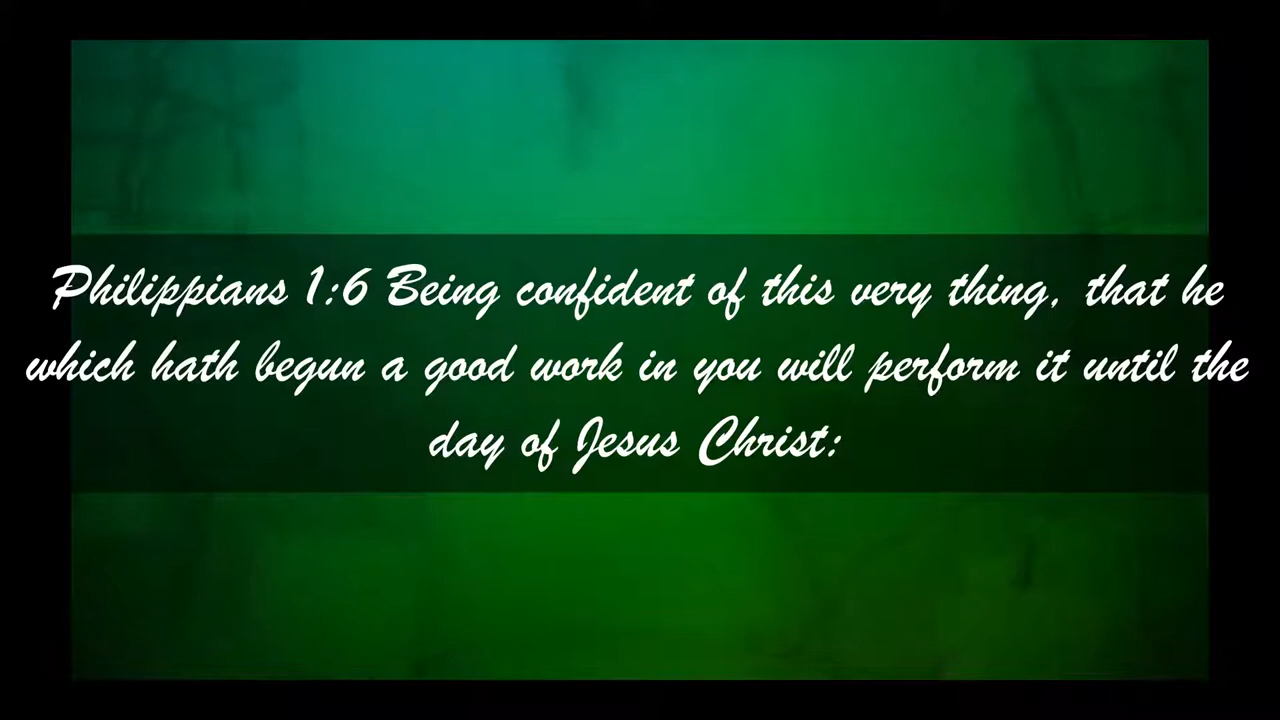 Philippians 1:6 Being confident of this very thing, that he
which hath begun a good work in you will perform it until the
day of Jesus Christ: